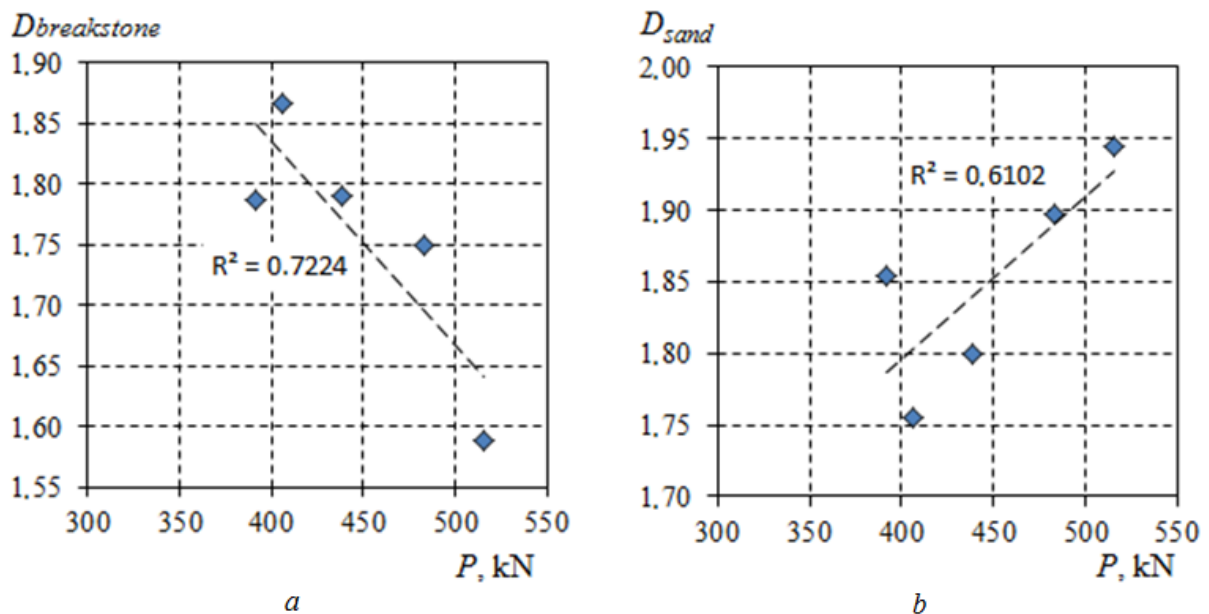 Dbreakstone
1.90
1.85
1.80
1.75
1.70
1.65
1.60
1.55
R² = 0.7224
300 350 400 450 500 550
P, kN
a
Dsand
2.00
1.95
1.90
1.85
1.80
1.75
1.70
R² = 0.6102
300 350 400 450 500 550
P, kN
b